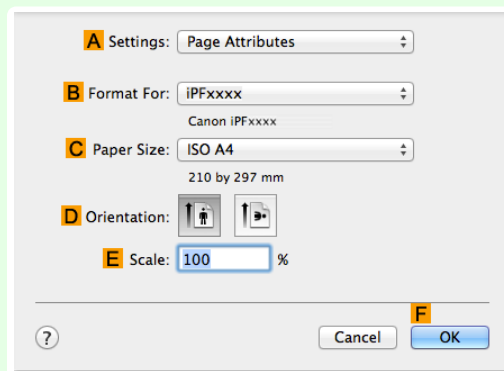 A Settings: Page Attributes
B Format For: iPFxxxx
Canon iPFxxxx
C Paper Size: ISO A4
210 by 297 mm
D Orientation:
E Scale: 100 %
F
? Cancel OK